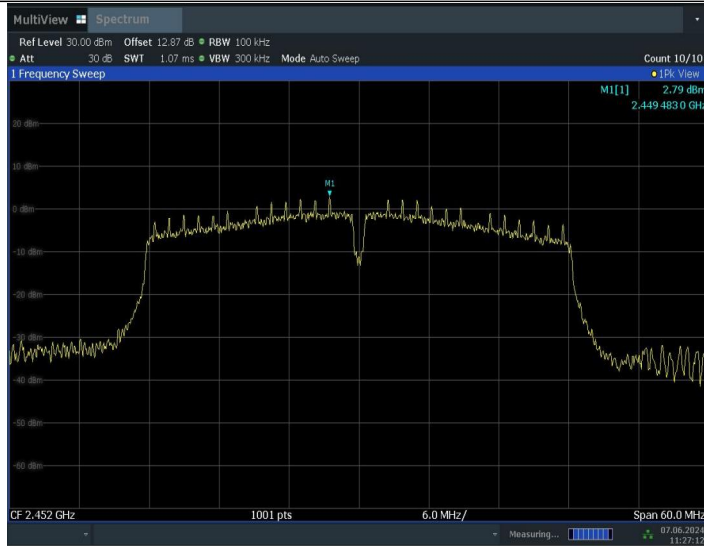 MultiView Spectrum
Ref Level 30.00 dBm Offset 12.87 dB RBW 100 kHz
Att 30 dB SWT 1.07 ms VBW 300 kHz Mode Auto Sweep Count 10/10
1 Frequency Sweep 1Pk View
M1[1] 2.79 dBm
2.449 483 0 GHz
20 dBm
10 dBm
M1
0 dBm
-10 dBm
-20 dBm
-30 dBm
-40 dBm
-50 dBm
-60 dBm
CF 2.452 GHz 1001 pts 6.0 MHz/ Span 60.0 MHz
Measuring... 07.06.2024
11:27:12